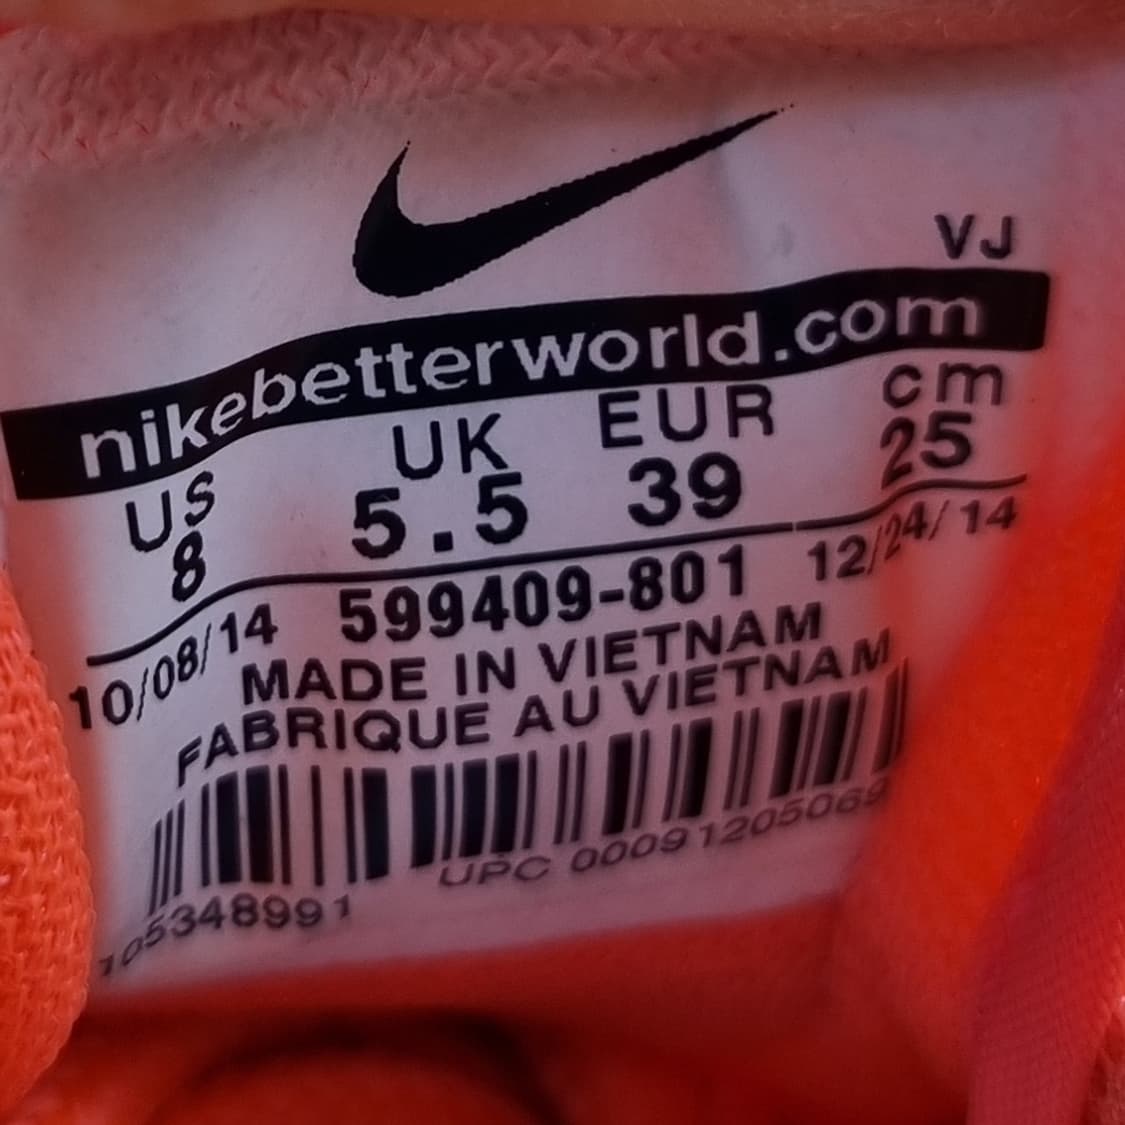 VJ
nikebetterworld.com
US UK EUR cm
8 5.5 39 25
10/08/14 599409-801 12/24/14
MADE IN VIETNAM
FABRIQUE AU VIETNAM
UPC 00091205069
105348991